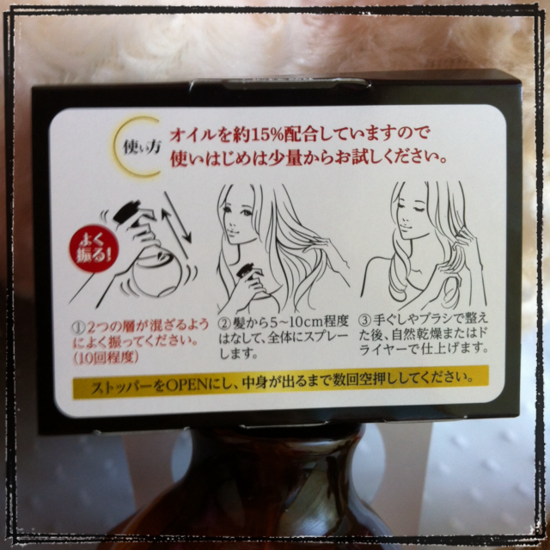 使い方
オイルを約15%配合していますので
使いはじめは少量からお試しください。
よく
振る!
①2つの層が混ざるよう
によく振ってください。
(10回程度)
②髪から5~10cm程度
はなして、全体にスプレー
します。
③手ぐしやブラシで整え
た後、自然乾燥またはド
ライヤーで仕上げます。
ストッパーをOPENにし、中身が出るまで数回空押ししてください。